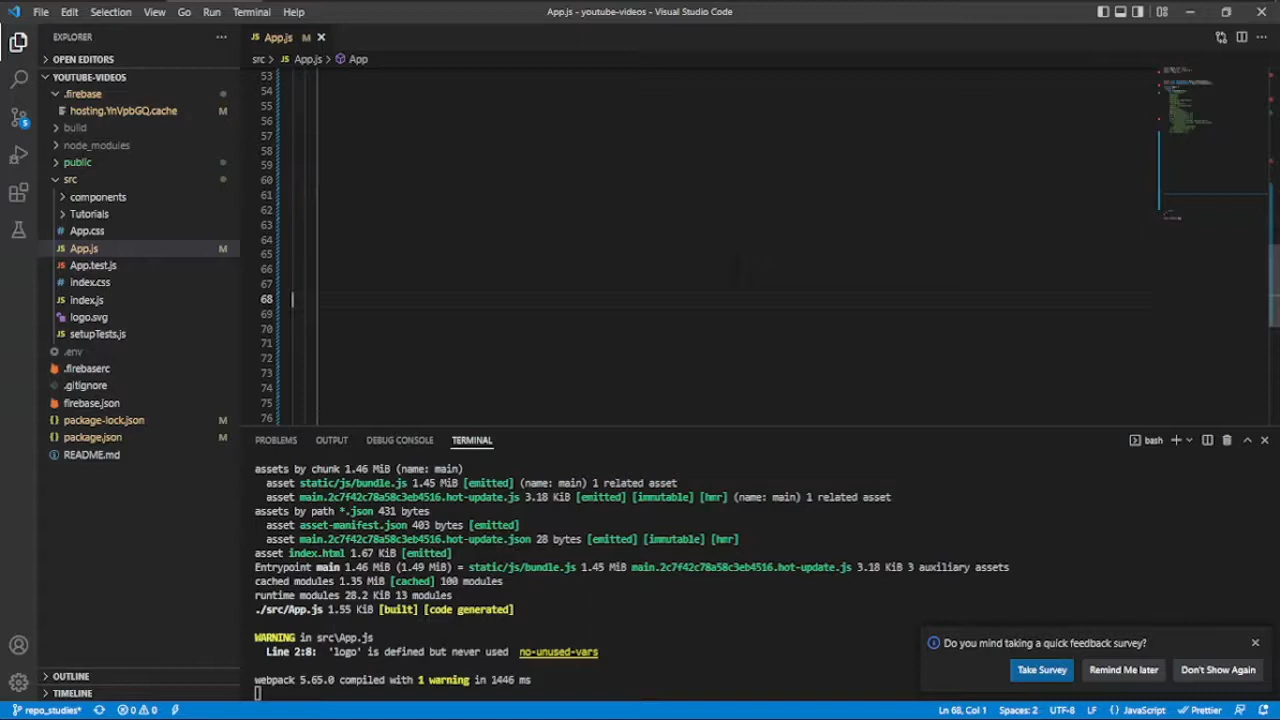 File Edit Selection View Go Run Terminal Help
App.js - youtube-videos - Visual Studio Code
EXPLORER
OPEN EDITORS
YOUTUBE-VIDEOS
.firebase
hosting.YnVpbGQ.cache M
build
node_modules
public
src
components
Tutorials
App.css
App.js M
App.test.js
index.css
index.js
logo.svg
setupTests.js
.env
.firebaserc
.gitignore
firebase.json
package-lock.json M
package.json M
README.md
OUTLINE
TIMELINE
JS App.js M
src > JS App.js > App
53
54
55
56
57
58
59
60
61
62
63
64
65
66
67
68
69
70
71
72
73
74
75
76
PROBLEMS OUTPUT DEBUG CONSOLE TERMINAL
bash
assets by chunk 1.46 MiB (name: main)
asset static/js/bundle.js 1.45 MiB [emitted] (name: main) 1 related asset
asset main.2c7f42c78a58c3eb4516.hot-update.js 3.18 KiB [emitted] [immutable] [hmr] (name: main) 1 related asset
assets by path *.json 431 bytes
asset asset-manifest.json 403 bytes [emitted]
asset main.2c7f42c78a58c3eb4516.hot-update.json 28 bytes [emitted] [immutable] [hmr]
asset index.html 1.67 KiB [emitted]
Entrypoint main 1.46 MiB (1.49 MiB) = static/js/bundle.js 1.45 MiB main.2c7f42c78a58c3eb4516.hot-update.js 3.18 KiB 3 auxiliary assets
cached modules 1.35 MiB [cached] 100 modules
runtime modules 28.2 KiB 13 modules
./src/App.js 1.55 KiB [built] [code generated]
WARNING in src\App.js
Line 2:8: 'logo' is defined but never used no-unused-vars
webpack 5.65.0 compiled with 1 warning in 1446 ms
Do you mind taking a quick feedback survey?
Take Survey Remind Me later Don't Show Again
repo_studies* 0 0 Ln 68, Col 1 Spaces: 2 UTF-8 LF {} JavaScript Prettier